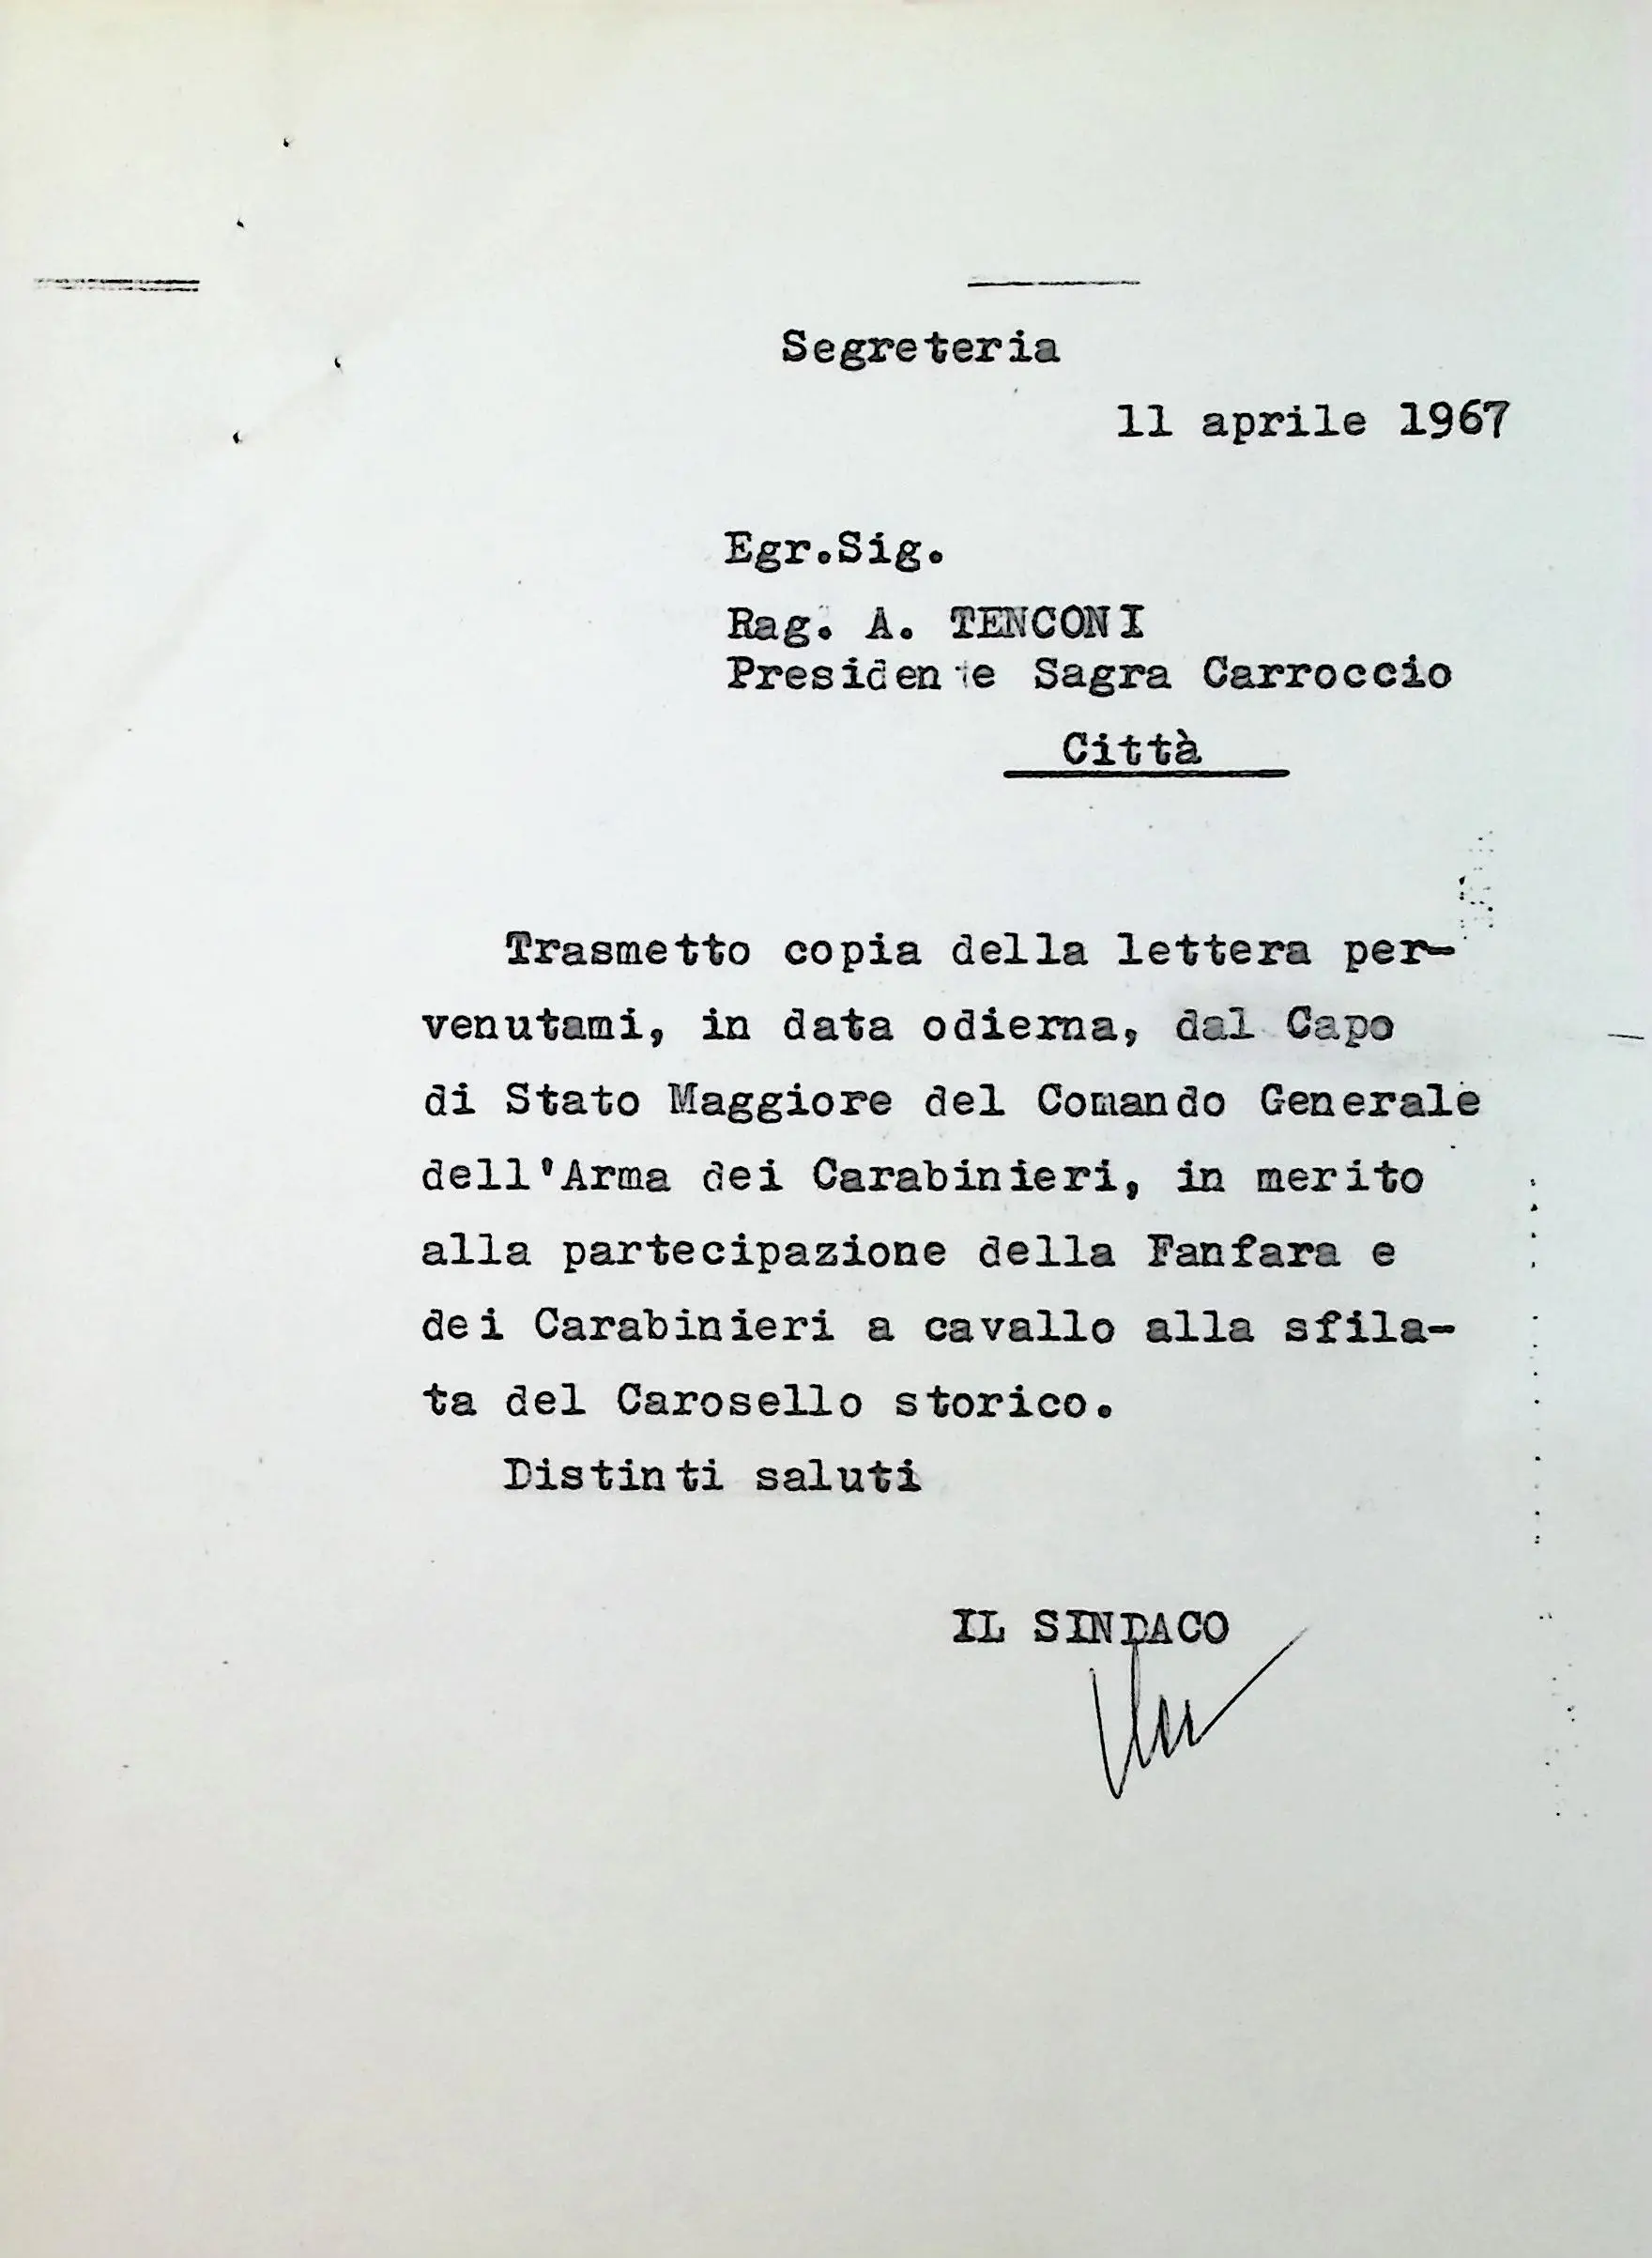 Segreteria
11 aprile 1967
Egr.Sig.
Rag. A. TENCONI
Presidente Sagra Carroccio
Città
Trasmetto copia della lettera per-
venutami, in data odierna, dal Capo
di Stato Maggiore del Comando Generale
dell'Arma dei Carabinieri, in merito
alla partecipazione della Fanfara e
dei Carabinieri a cavallo alla sfila-
ta del Carosello storico.
Distinti saluti
IL SINDACO